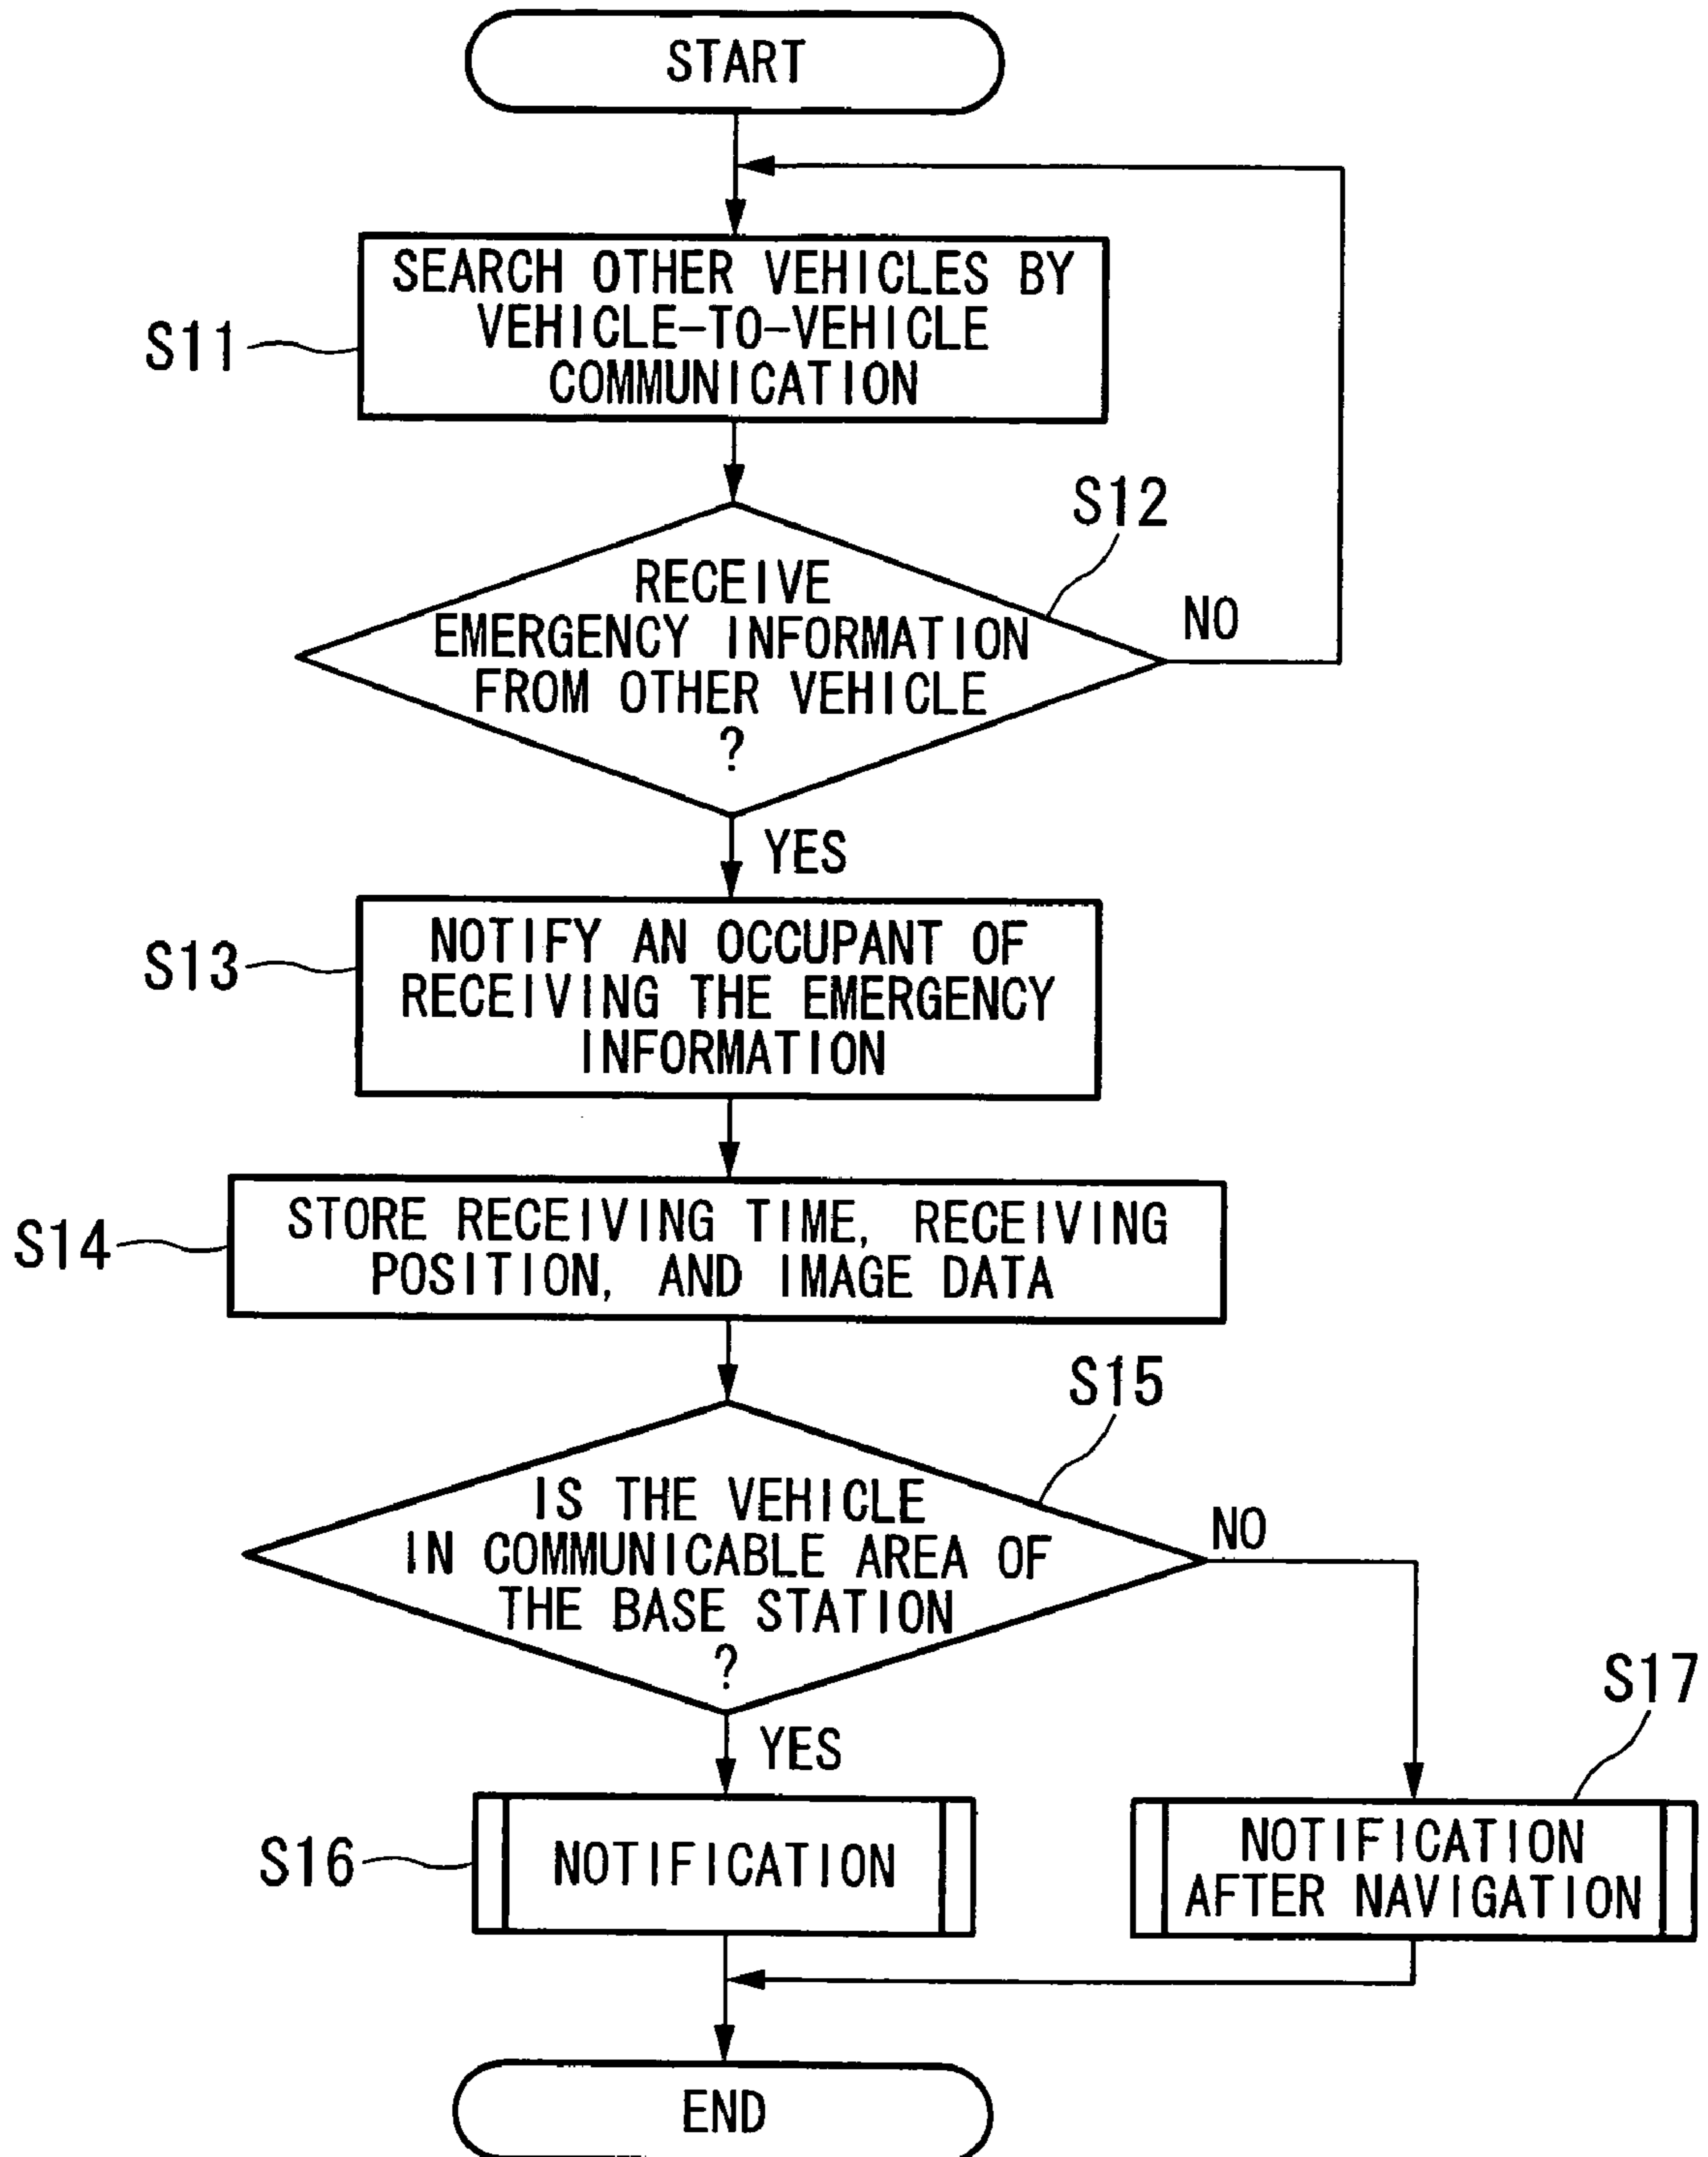 START
SEARCH OTHER VEHICLES BY
VEHICLE-TO-VEHICLE
COMMUNICATION
S11
S12
RECEIVE
EMERGENCY INFORMATION
FROM OTHER VEHICLE
?
NO
YES
S13
NOTIFY AN OCCUPANT OF
RECEIVING THE EMERGENCY
INFORMATION
S14
STORE RECEIVING TIME, RECEIVING
POSITION, AND IMAGE DATA
S15
IS THE VEHICLE
IN COMMUNICABLE AREA OF
THE BASE STATION
?
NO
YES
S17
S16
NOTIFICATION
NOTIFICATION
AFTER NAVIGATION
END